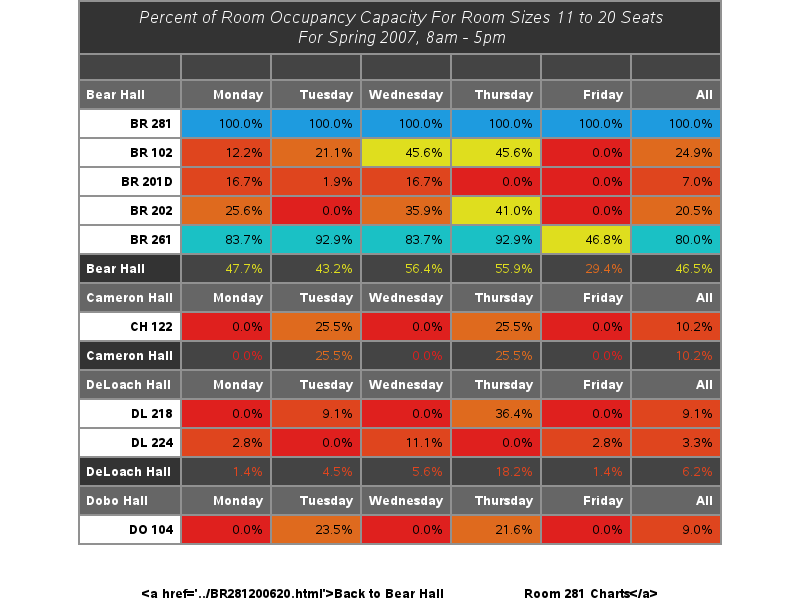 Percent of Room Occupancy Capacity For Room Sizes 11 to 20 Seats
For Spring 2007, 8am - 5pm
Bear Hall Monday Tuesday Wednesday Thursday Friday All
BR 281 100.0% 100.0% 100.0% 100.0% 100.0% 100.0%
BR 102 12.2% 21.1% 45.6% 45.6% 0.0% 24.9%
BR 201D 16.7% 1.9% 16.7% 0.0% 0.0% 7.0%
BR 202 25.6% 0.0% 35.9% 41.0% 0.0% 20.5%
BR 261 83.7% 92.9% 83.7% 92.9% 46.8% 80.0%
Bear Hall 47.7% 43.2% 56.4% 55.9% 29.4% 46.5%
Cameron Hall Monday Tuesday Wednesday Thursday Friday All
CH 122 0.0% 25.5% 0.0% 25.5% 0.0% 10.2%
Cameron Hall 0.0% 25.5% 0.0% 25.5% 0.0% 10.2%
DeLoach Hall Monday Tuesday Wednesday Thursday Friday All
DL 218 0.0% 9.1% 0.0% 36.4% 0.0% 9.1%
DL 224 2.8% 0.0% 11.1% 0.0% 2.8% 3.3%
DeLoach Hall 1.4% 4.5% 5.6% 18.2% 1.4% 6.2%
Dobo Hall Monday Tuesday Wednesday Thursday Friday All
DO 104 0.0% 23.5% 0.0% 21.6% 0.0% 9.0%
<a href='../BR281200620.html'>Back to Bear Hall Room 281 Charts</a>